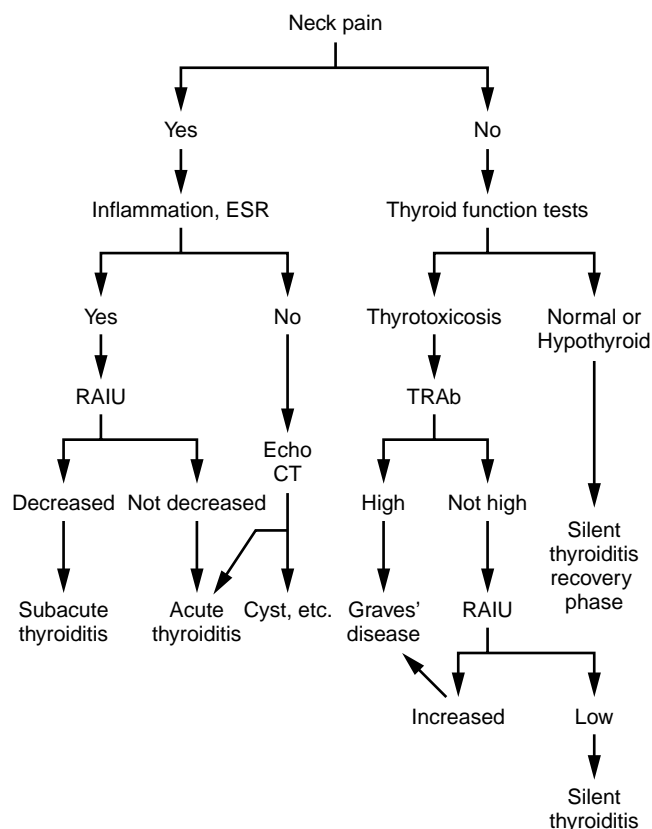 Neck pain
Yes
No
Inflammation, ESR
Thyroid function tests
Yes
No
Thyrotoxicosis
Normal or
Hypothyroid
RAIU
TRAb
Echo
CT
Decreased
Not decreased
High
Not high
Silent
thyroiditis
recovery
phase
Subacute
thyroiditis
Acute
thyroiditis
Cyst, etc.
Graves’
disease
RAIU
Increased
Low
Silent
thyroiditis